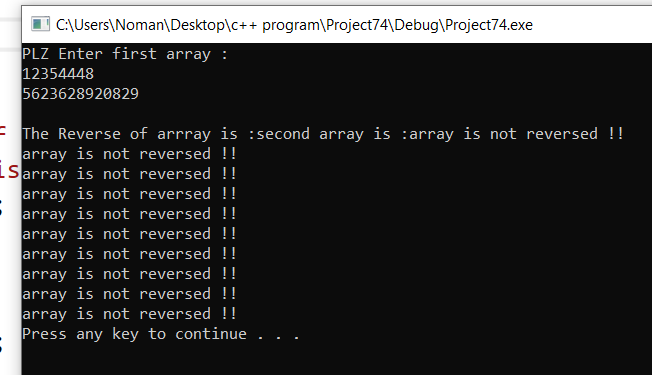 C:\Users\Noman\Desktop\c++ program\Project74\Debug\Project74.exe
PLZ Enter first array :
12354448
5623628920829
The Reverse of arrray is :second array is :array is not reversed !!
array is not reversed !!
array is not reversed !!
array is not reversed !!
array is not reversed !!
array is not reversed !!
array is not reversed !!
array is not reversed !!
array is not reversed !!
array is not reversed !!
Press any key to continue . . .